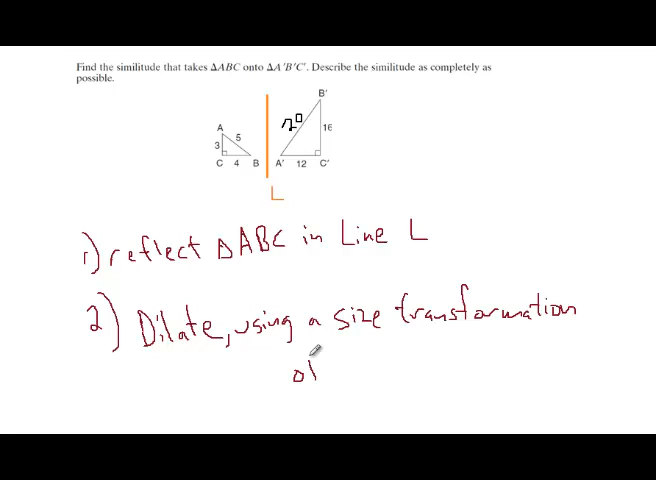 Find the similitude that takes ΔABC onto ΔA′B′C′. Describe the similitude as completely as
possible.
B′
A
5
20
16
3
C 4 B A′ 12 C′
L
1) reflect ΔABC in Line L
2) Dilate, using a size transformation
of